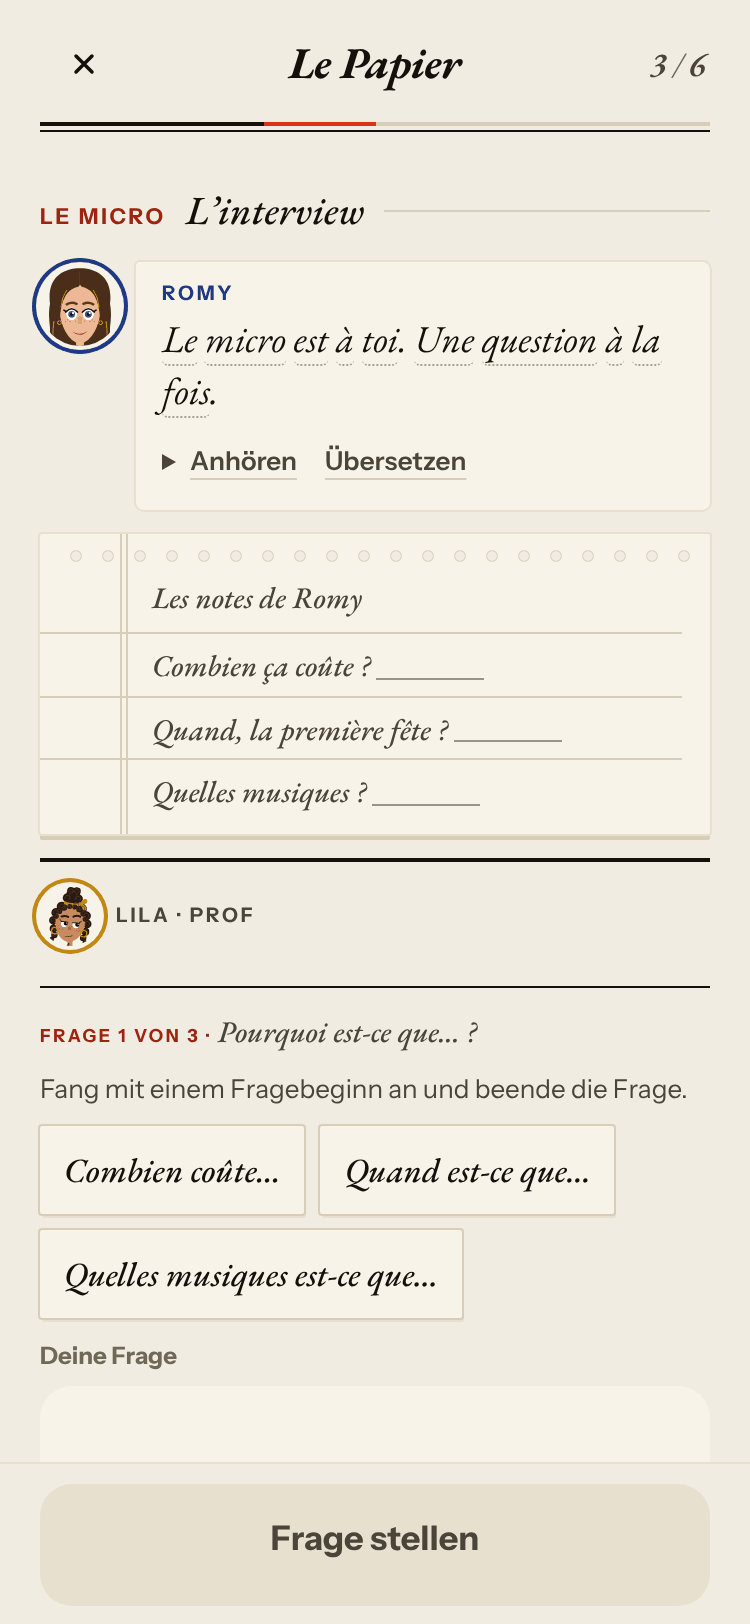 × Le Papier 3 / 6
LE MICRO L’interview
ROMY
Le micro est à toi. Une question à la
fois.
▶ Anhören Übersetzen
Les notes de Romy
Combien ça coûte ? ________
Quand, la première fête ? ________
Quelles musiques ? ________
LILA · PROF
FRAGE 1 VON 3 · Pourquoi est-ce que… ?
Fang mit einem Fragebeginn an und beende die Frage.
Combien coûte… Quand est-ce que…
Quelles musiques est-ce que…
Deine Frage
Frage stellen